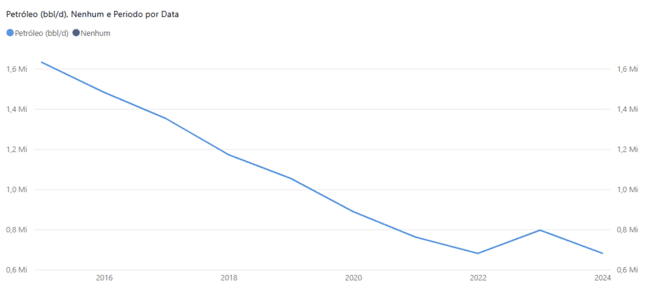 Petróleo (bbl/d), Nenhum e Periodo por Data
Petróleo (bbl/d) Nenhum
1,6 Mi 1,6 Mi
1,4 Mi 1,4 Mi
1,2 Mi 1,2 Mi
1,0 Mi 1,0 Mi
0,8 Mi 0,8 Mi
0,6 Mi 0,6 Mi
2016 2018 2020 2022 2024